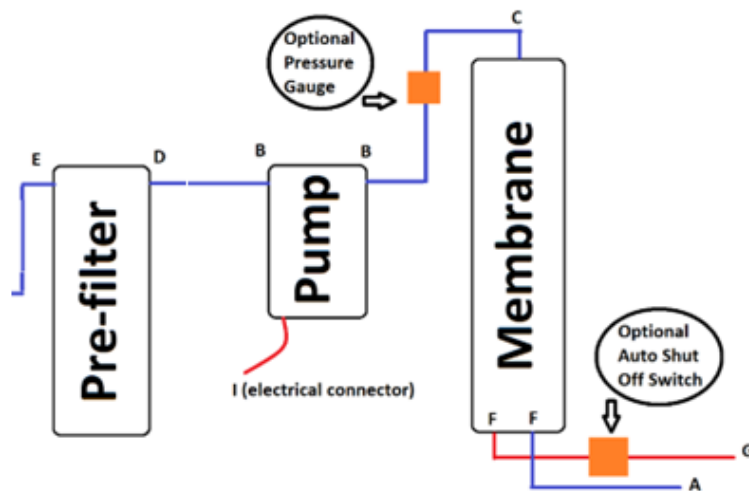 C
Optional
Pressure
Gauge
E
D
B
B
Pre-filter
Pump
Membrane
I (electrical connector)
Optional
Auto Shut
Off Switch
F
F
G
A